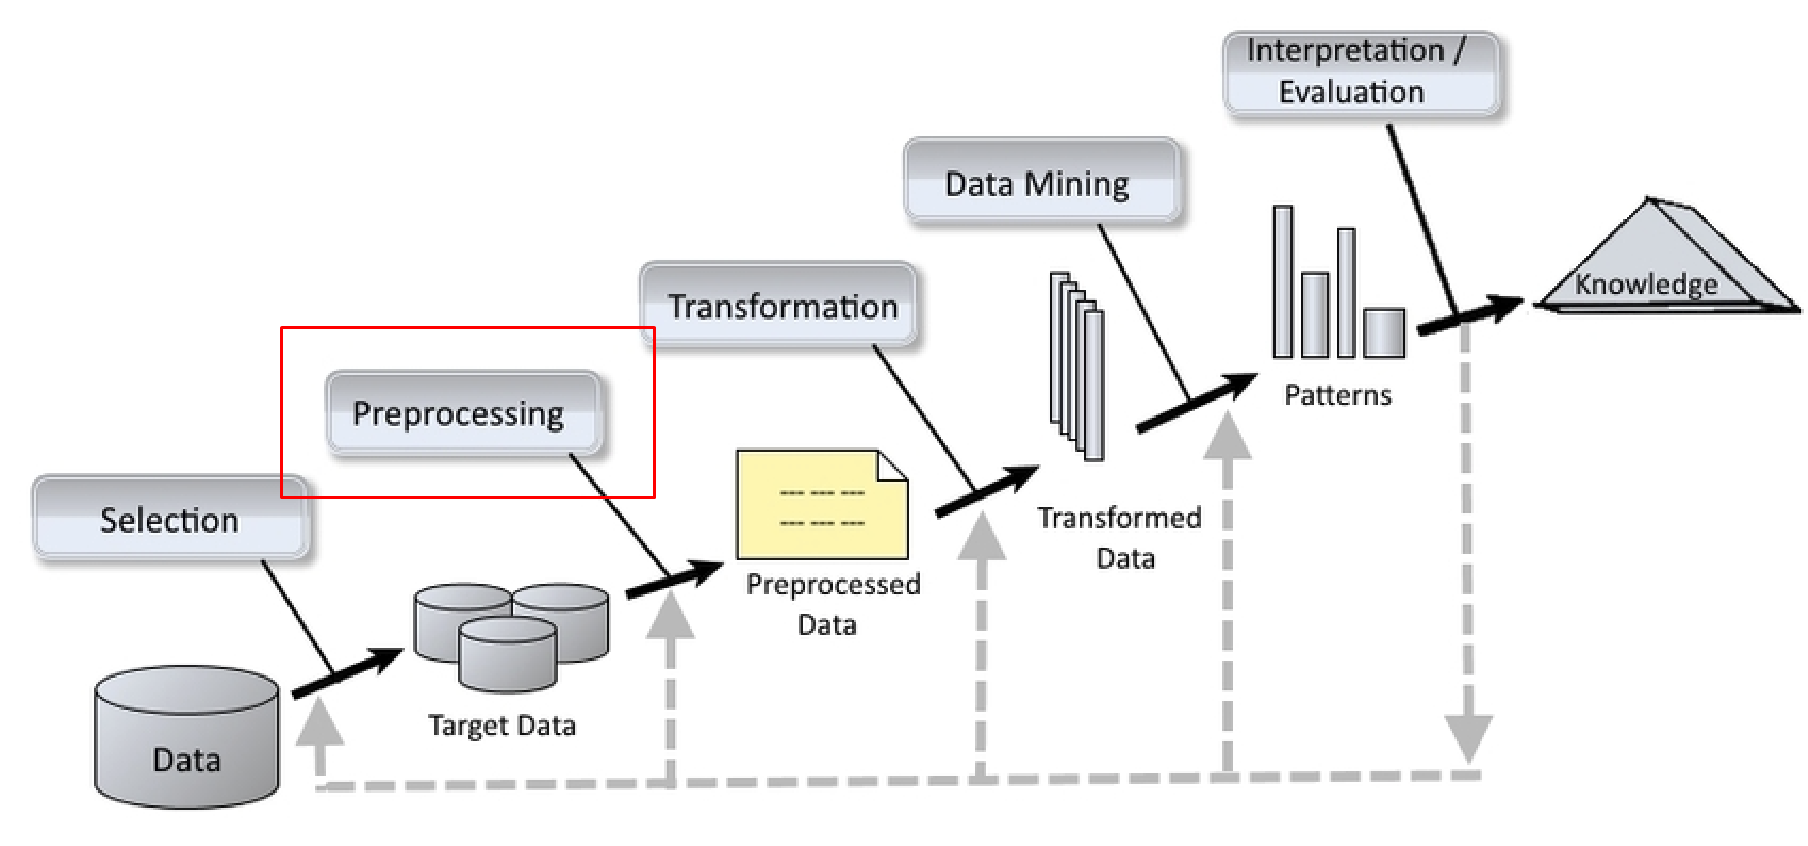 Interpretation /
Evaluation
Data Mining
Transformation
Knowledge
Preprocessing
Patterns
Selection
--- --- ---
--- --- ---
Transformed
Data
Preprocessed
Data
Target Data
Data